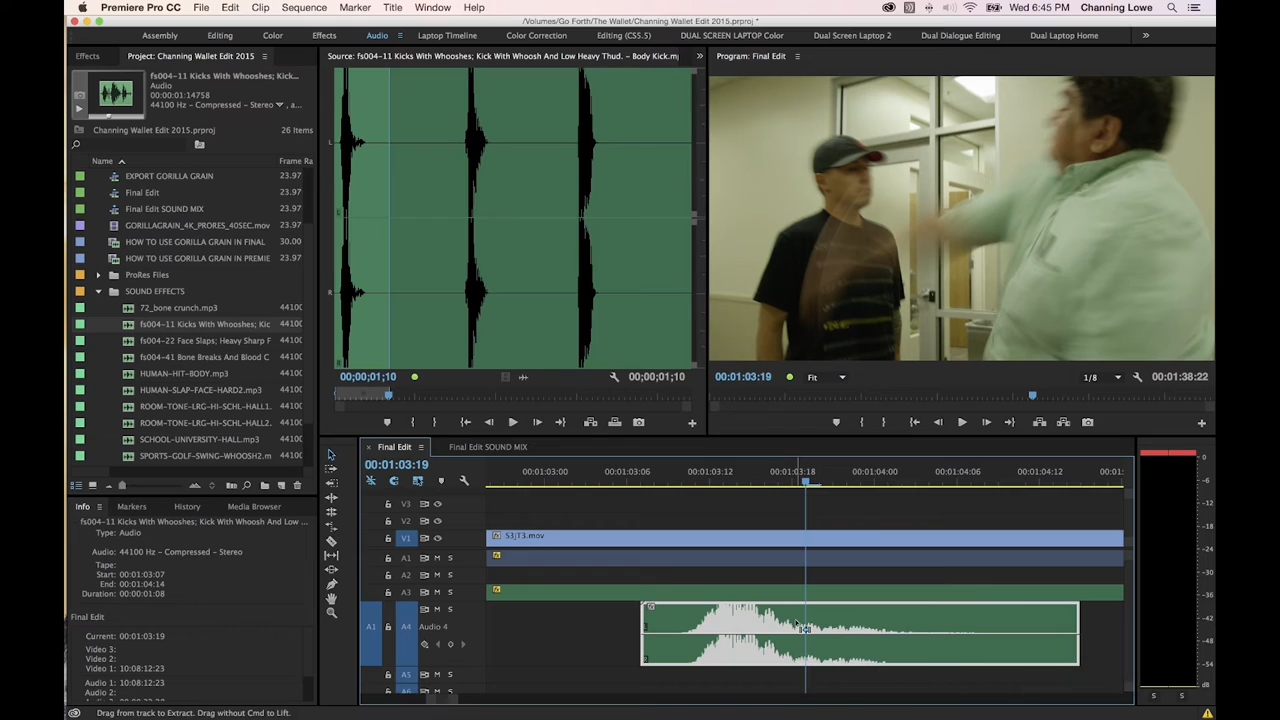 Premiere Pro CC File Edit Clip Sequence Marker Title Window Help Wed 6:45 PM Channing Lowe
/Volumes/Go Forth/The Wallet/Channing Wallet Edit 2015.prproj *
Assembly Editing Color Effects Audio Laptop Timeline Color Correction Editing (CS5.5) DUAL SCREEN LAPTOP Color Dual Screen Laptop 2 Dual Dialogue Editing Dual Laptop Home
Effects Project: Channing Wallet Edit 2015
fs004-11 Kicks With Wooshes; Kick...
Audio
00:00:01:14758
44100 Hz - Compressed - Stereo , a...
Channing Wallet Edit 2015.prproj 26 Items
Name Frame Ra
EXPORT GORILLA GRAIN 23.97
Final Edit 23.97
Final Edit SOUND MIX 23.97
GORILLAGRAIN_4K_PRORES_40SEC.mov 23.97
HOW TO USE GORILLA GRAIN IN FINAL 30.00
HOW TO USE GORILLA GRAIN IN PREMIE 23.97
ProRes Files
SOUND EFFECTS
72_bone crunch.mp3 44100
fs004-11 Kicks With Whooshes; Kic 44100
fs004-22 Face Slaps; Heavy Sharp F 44100
fs004-41 Bone Breaks And Blood C 44100
HUMAN-HIT-BODY.mp3 44100
HUMAN-SLAP-FACE-HARD2.mp3 44100
ROOM-TONE-LRG-HI-SCHL-HALL1. 44100
ROOM-TONE-LRG-HI-SCHL-HALL2. 44100
SCHOOL-UNIVERSITY-HALL.mp3 44100
SPORTS-GOLF-SWING-WHOOSH2.m 44100
Info Markers History Media Browser
fs004-11 Kicks With Whooshes; Kick With Whoosh And Low ...
Type: Audio
Audio: 44100 Hz - Compressed - Stereo
Tape:
Start: 00:01:03:07
End: 00:01:04:14
Duration: 00:00:01:08
Final Edit
Current: 00:01:03:19
Video 3:
Video 2:
Video 1: 10:08:12:23
Audio 1: 10:08:12:23
Audio 2:
Source: fs004-11 Kicks With Whooshes; Kick With Whoosh And Low Heavy Thud. - Body Kick.m
L
R
00;00;01;10 00;00;01;10
Program: Final Edit
00:01:03:19 Fit 1/8 00:01:38:22
Final Edit Final Edit SOUND MIX
00:01:03:19
00:01:03:00 00:01:03:06 00:01:03:12 00:01:03:18 00:01:04:00 00:01:04:06 00:01:04:12
V3
V2
V1 S3JT3.mov
A1 M S
A2 M S
A3 M S
A1 A4 M S
Audio 4
A5 M S
0
-6
-12
-18
-24
-30
-36
-42
-48
-54
dB
S S
Drag from track to Extract. Drag without Cmd to Lift.